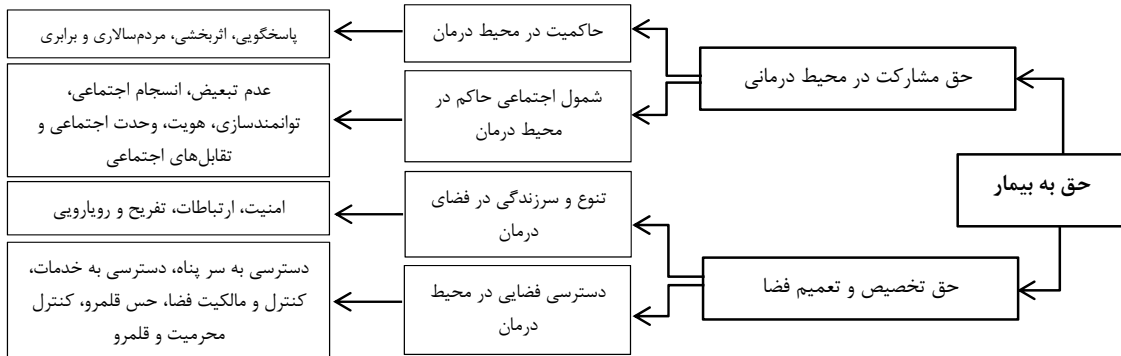 حق به بیمار
حق مشارکت در محیط درمانی
حاکمیت در محیط درمان
پاسخگویی، اثربخشی، مردم‌سالاری و برابری
شمول اجتماعی حاکم در
محیط درمان
عدم تبعیض، انسجام اجتماعی،
توانمندسازی، هویت، وحدت اجتماعی و
تقابل‌های اجتماعی
حق تخصیص و تعمیم فضا
تنوع و سرزندگی در فضای
درمان
امنیت، ارتباطات، تفریح و رویارویی
دسترسی فضایی در محیط
درمان
دسترسی به سر پناه، دسترسی به خدمات،
کنترل و مالکیت فضا، حس قلمرو، کنترل
محرمیت و قلمرو